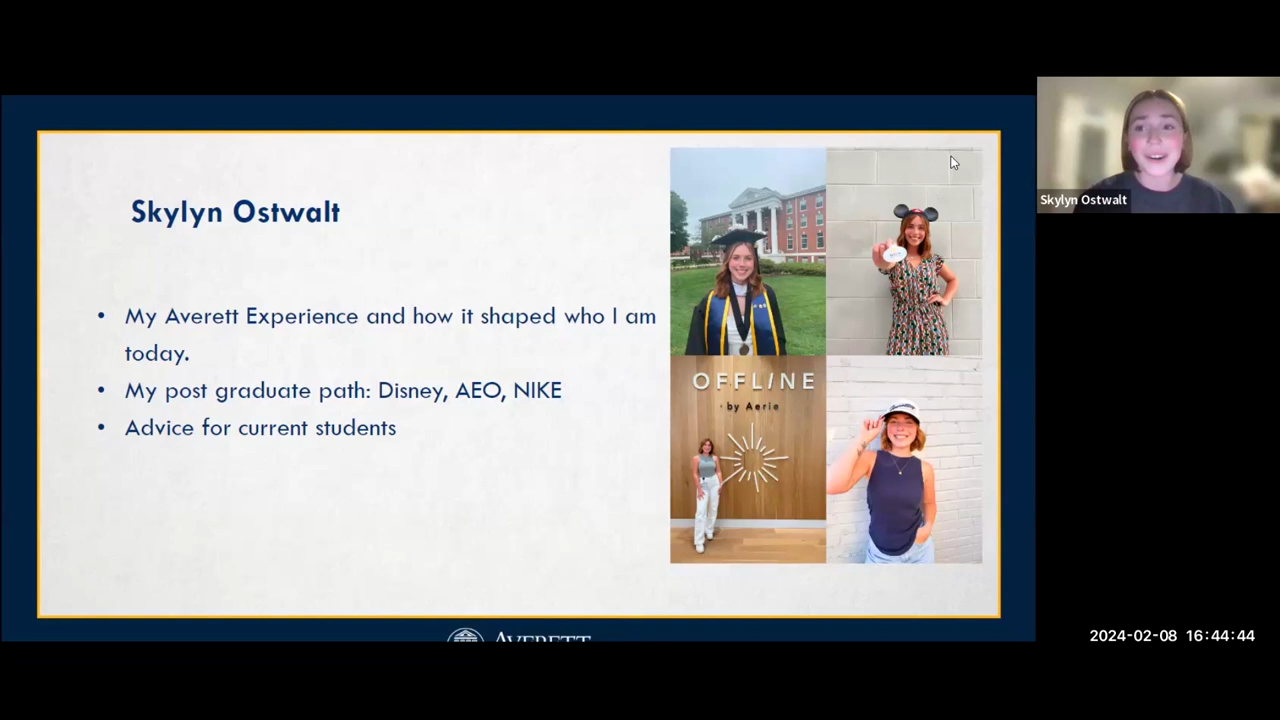 Skylyn Ostwalt
• My Averett Experience and how it shaped who I am
today.
• My post graduate path: Disney, AEO, NIKE
• Advice for current students
OFFLINE
by Aerie
AVERETT
Skylyn Ostwalt
2024-02-08 16:44:44